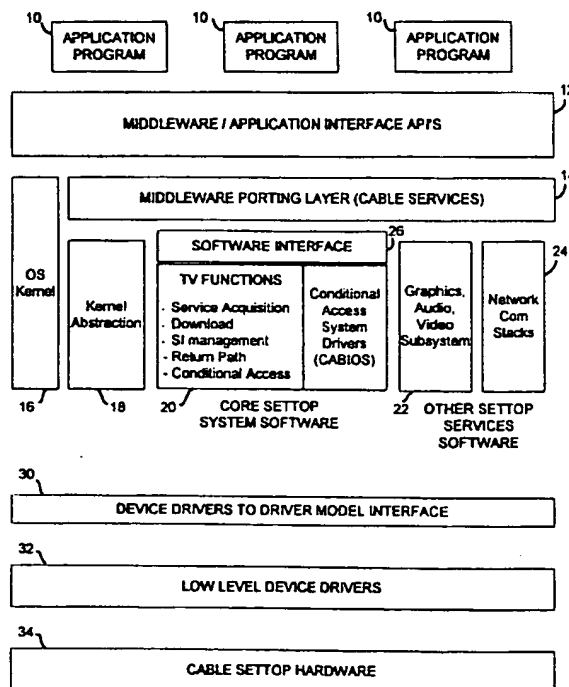 10 10 10
APPLICATION PROGRAM
APPLICATION PROGRAM
APPLICATION PROGRAM
12
MIDDLEWARE / APPLICATION INTERFACE API'S
14
MIDDLEWARE PORTING LAYER (CABLE SERVICES)
OS
Kernel
16
Kernel
Abstraction
18
26
SOFTWARE INTERFACE
TV FUNCTIONS
- Service Acquisition
- Download
- SI management
- Return Path
- Conditional Access
Conditional
Access
System
Drivers
(CABIOS)
20
CORE SETTOP
SYSTEM SOFTWARE
Graphics,
Audio,
Video
Subsystem
22
24
Network
Com
Stacks
OTHER SETTOP
SERVICES
SOFTWARE
30
DEVICE DRIVERS TO DRIVER MODEL INTERFACE
32
LOW LEVEL DEVICE DRIVERS
34
CABLE SETTOP HARDWARE